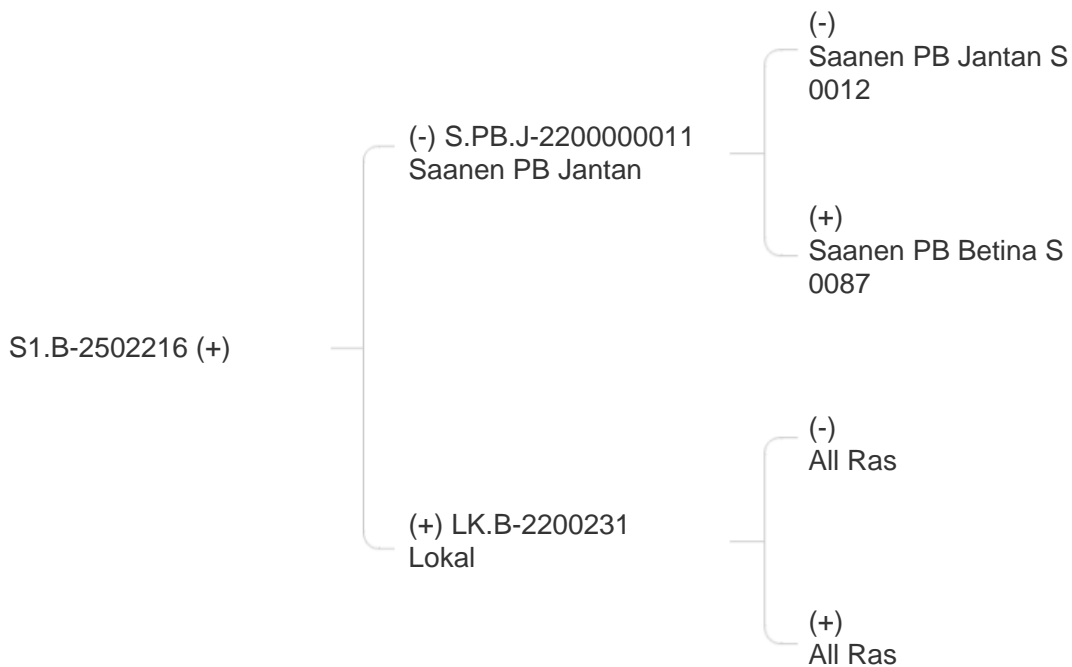 (-)
Saanen PB Jantan S
0012
(-) S.PB.J-2200000011
Saanen PB Jantan
(+)
Saanen PB Betina S
0087
S1.B-2502216 (+)
(-)
All Ras
(+) LK.B-2200231
Lokal
(+)
All Ras